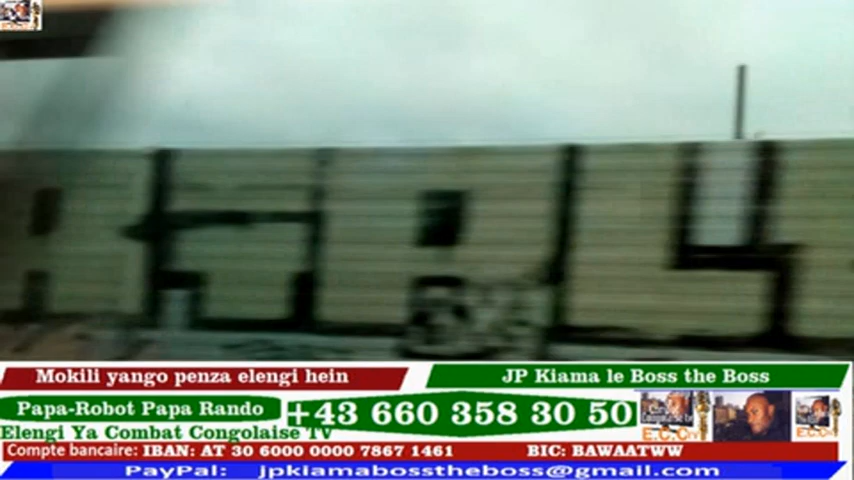 Mokili yango penza elengi hein
JP Kiama le Boss the Boss
Papa-Robot Papa Rando
+43 660 358 30 50
Elengi Ya Combat Congolaise TV
E.C.C.tv
E.C.C.tv
Compte bancaire: IBAN: AT 30 6000 0000 7867 1461
BIC: BAWAATWW
PayPal: jpkiamabosstheboss@gmail.com